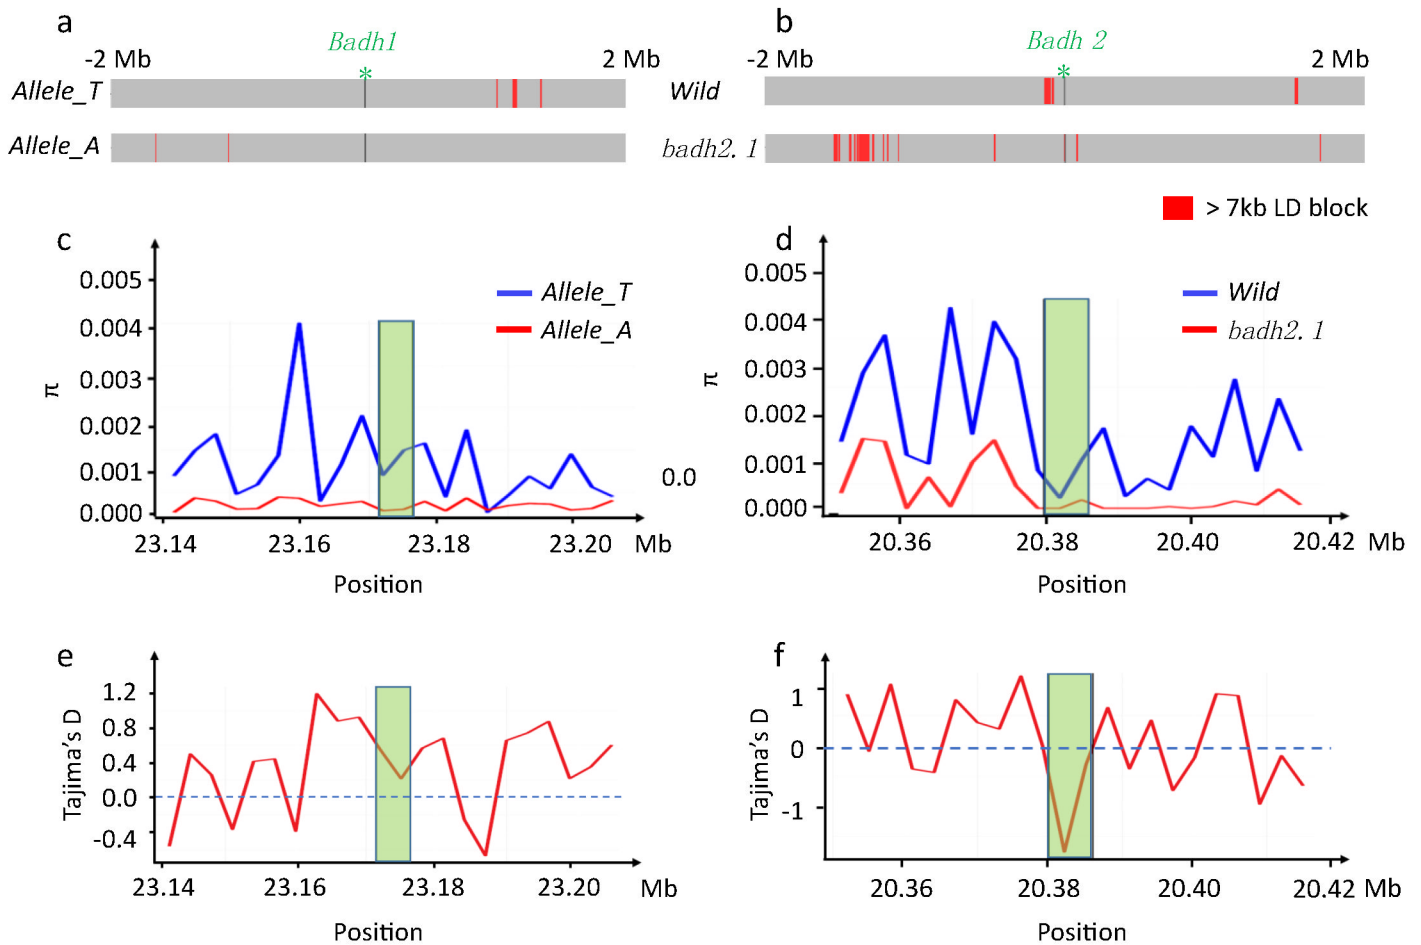 a
-2 Mb
Badh1
2 Mb
*
Allele_T
Allele_A
b
-2 Mb
Badh 2
2 Mb
*
Wild
badh2. 1
> 7kb LD block
c
0.005
0.004
0.003
0.002
0.001
0.000
π
Allele_T
Allele_A
23.14
23.16
23.18
23.20
Mb
Position
0.0
d
0.005
0.004
0.003
0.002
0.001
0.000
π
Wild
badh2. 1
20.36
20.38
20.40
20.42
Mb
Position
e
1.2
0.8
0.4
0.0
-0.4
Tajima's D
23.14
23.16
23.18
23.20
Mb
Position
f
1
0
-1
Tajima's D
20.36
20.38
20.40
20.42
Mb
Position